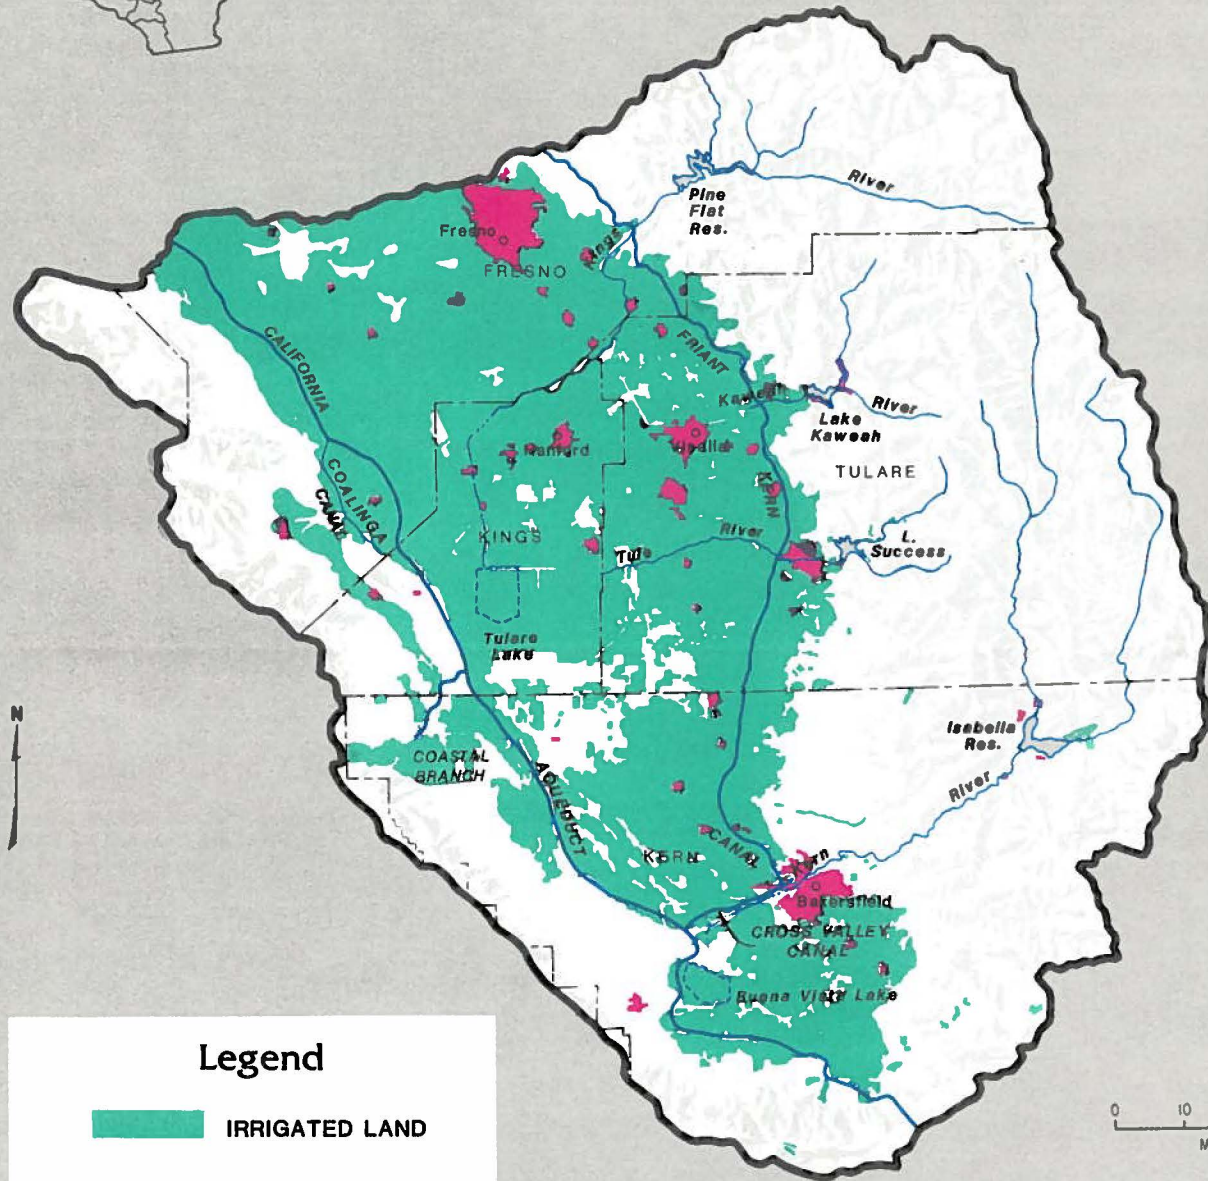 River
Pine
Flat
Res.
Kings
Fresno
FRESNO
CALIFORNIA
FRIANT
Kaweah
River
Lake
Kaweah
Hanford
Visalia
TULARE
COALINGA
CANAL
KERN
KINGS
Tule
River
L.
Success
Tulare
Lake
N
Isabella
Res.
COASTAL
BRANCH
AQUEDUCT
River
CANAL
KERN
Kern
Bakersfield
CROSS VALLEY
CANAL
Buena Vista Lake
Legend
IRRIGATED LAND
0 10
M